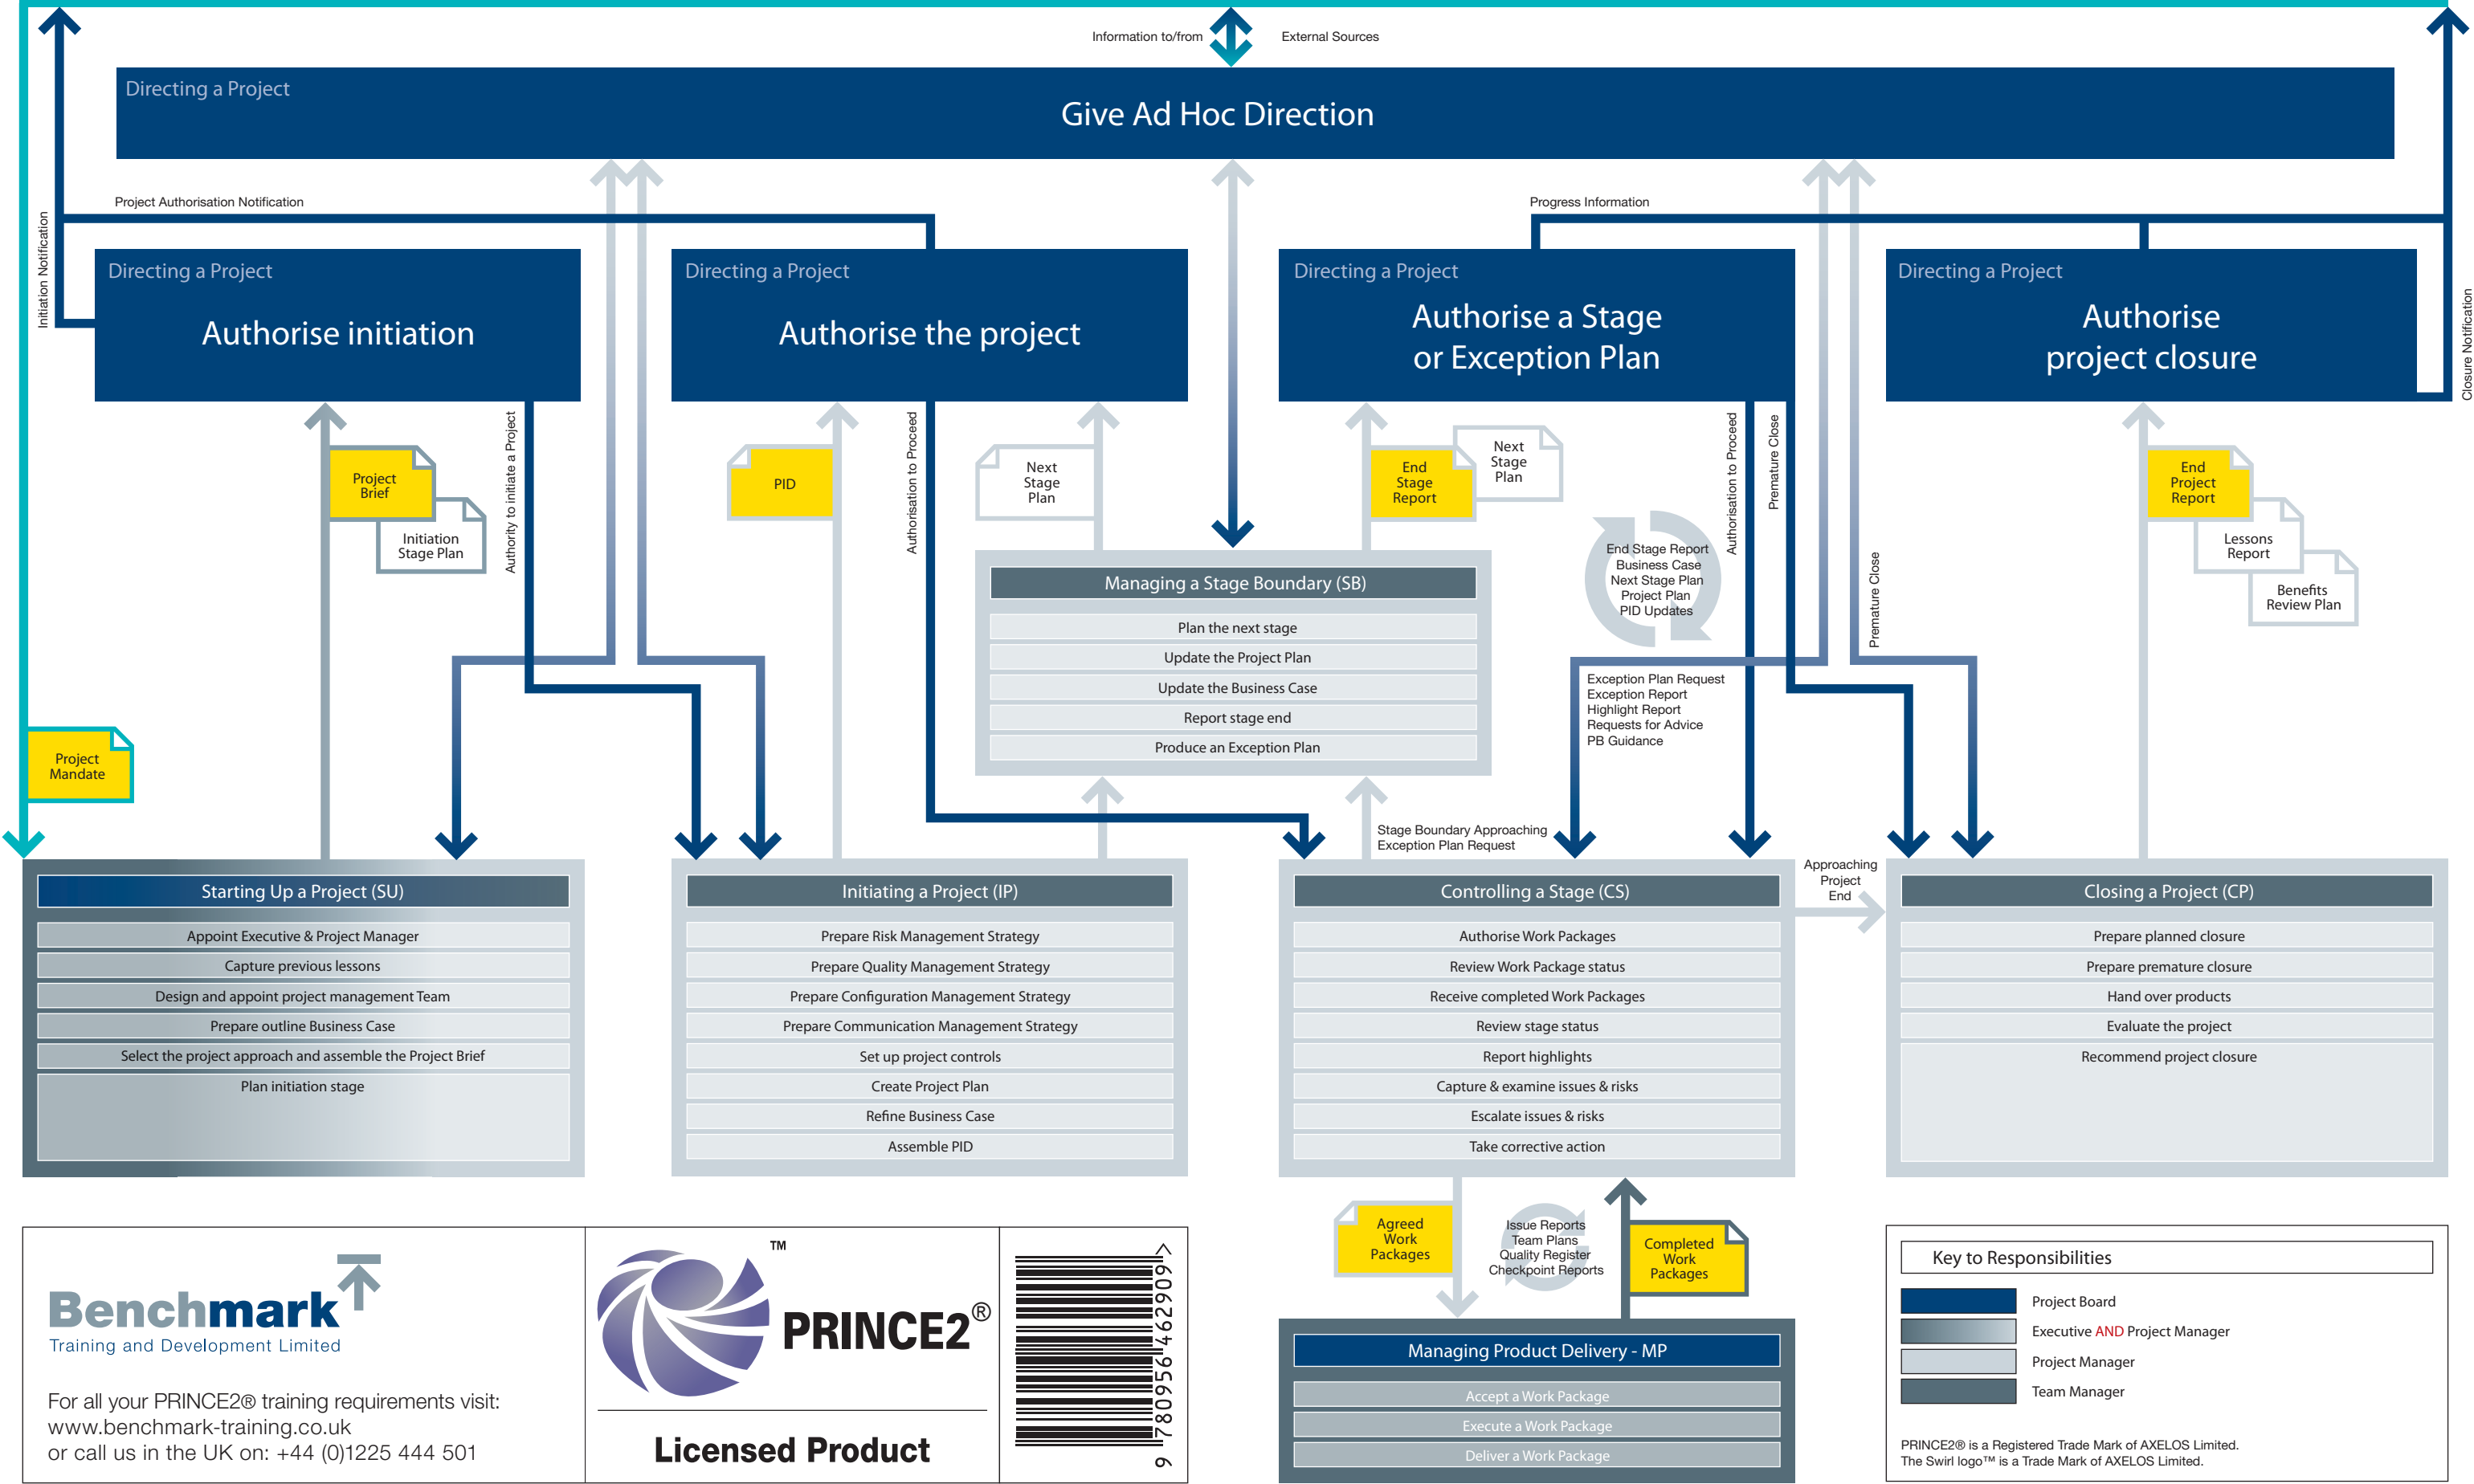 Information to/from
External Sources
Directing a Project
Give Ad Hoc Direction
Initiation Notification
Project Authorisation Notification
Progress Information
Closure Notification
Directing a Project
Authorise initiation
Directing a Project
Authorise the project
Directing a Project
Authorise a Stage
or Exception Plan
Directing a Project
Authorise
project closure
Project
Brief
Initiation
Stage Plan
Authority to initiate a Project
PID
Authorisation to Proceed
Next
Stage
Plan
End
Stage
Report
Next
Stage
Plan
End Stage Report
Business Case
Next Stage Plan
Project Plan
PID Updates
Authorisation to Proceed
Premature Close
Premature Close
End
Project
Report
Lessons
Report
Benefits
Review Plan
Managing a Stage Boundary (SB)
Plan the next stage
Update the Project Plan
Update the Business Case
Report stage end
Produce an Exception Plan
Exception Plan Request
Exception Report
Highlight Report
Requests for Advice
PB Guidance
Project
Mandate
Stage Boundary Approaching
Exception Plan Request
Approaching
Project
End
Starting Up a Project (SU)
Appoint Executive & Project Manager
Capture previous lessons
Design and appoint project management Team
Prepare outline Business Case
Select the project approach and assemble the Project Brief
Plan initiation stage
Initiating a Project (IP)
Prepare Risk Management Strategy
Prepare Quality Management Strategy
Prepare Configuration Management Strategy
Prepare Communication Management Strategy
Set up project controls
Create Project Plan
Refine Business Case
Assemble PID
Controlling a Stage (CS)
Authorise Work Packages
Review Work Package status
Receive completed Work Packages
Review stage status
Report highlights
Capture & examine issues & risks
Escalate issues & risks
Take corrective action
Closing a Project (CP)
Prepare planned closure
Prepare premature closure
Hand over products
Evaluate the project
Recommend project closure
Agreed
Work
Packages
Issue Reports
Team Plans
Quality Register
Checkpoint Reports
Completed
Work
Packages
Managing Product Delivery - MP
Accept a Work Package
Execute a Work Package
Deliver a Work Package
Benchmark
Training and Development Limited
For all your PRINCE2® training requirements visit:
www.benchmark-training.co.uk
or call us in the UK on: +44 (0)1225 444 501
TM
PRINCE2®
Licensed Product
9 780956 462909 >
Key to Responsibilities
Project Board
Executive AND Project Manager
Project Manager
Team Manager
PRINCE2® is a Registered Trade Mark of AXELOS Limited.
The Swirl logo™ is a Trade Mark of AXELOS Limited.